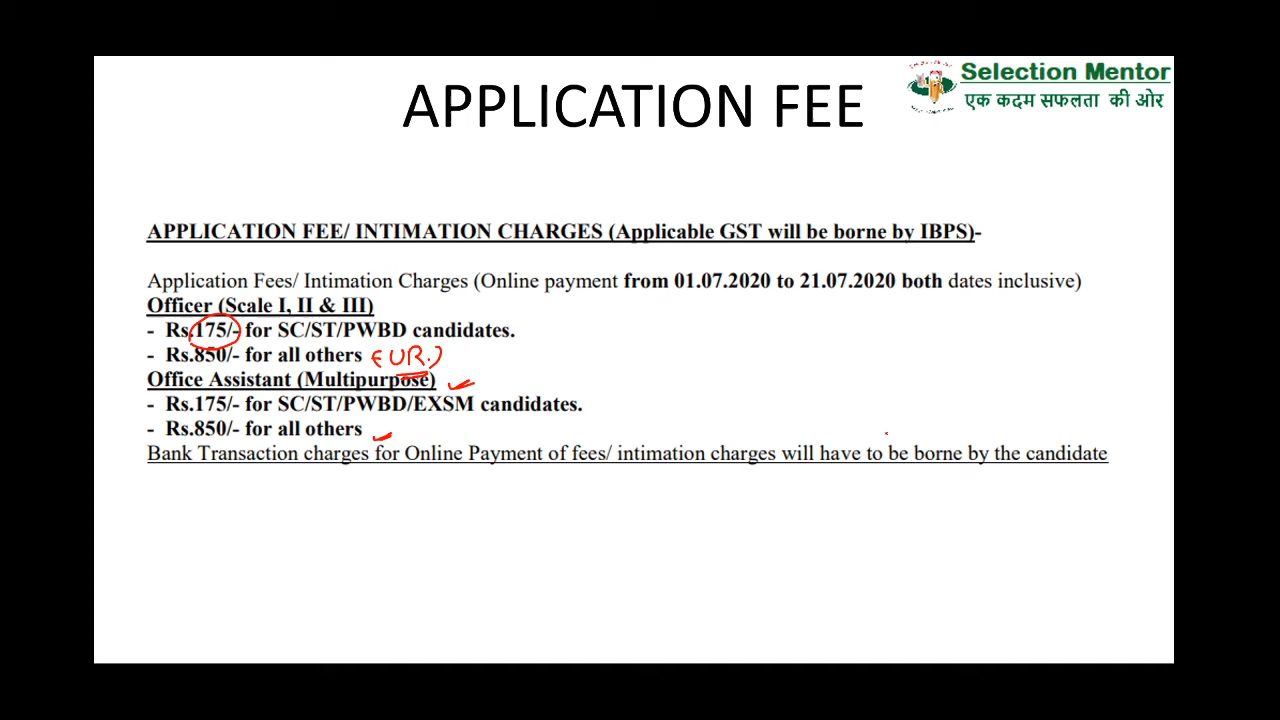 Selection Mentor
एक कदम सफलता की ओर
APPLICATION FEE
APPLICATION FEE/ INTIMATION CHARGES (Applicable GST will be borne by IBPS)-
Application Fees/ Intimation Charges (Online payment from 01.07.2020 to 21.07.2020 both dates inclusive)
Officer (Scale I, II & III)
- Rs.175/- for SC/ST/PWBD candidates.
- Rs.850/- for all others (UR.)
Office Assistant (Multipurpose)
- Rs.175/- for SC/ST/PWBD/EXSM candidates.
- Rs.850/- for all others
Bank Transaction charges for Online Payment of fees/ intimation charges will have to be borne by the candidate